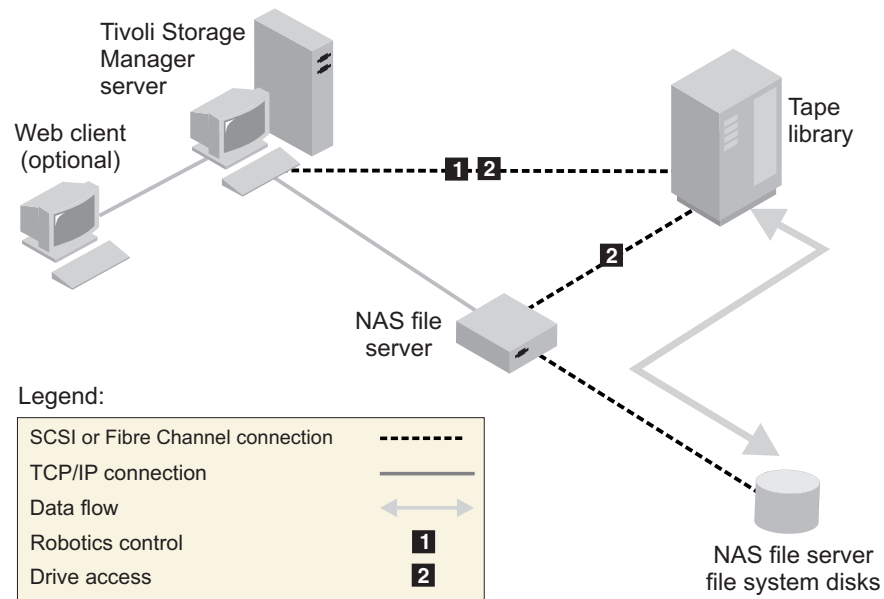 Tivoli Storage
Manager
server
Web client
(optional)
1 2
Tape
library
2
NAS file
server
Legend:
SCSI or Fibre Channel connection
TCP/IP connection
Data flow
Robotics control 1
Drive access 2
NAS file server
file system disks